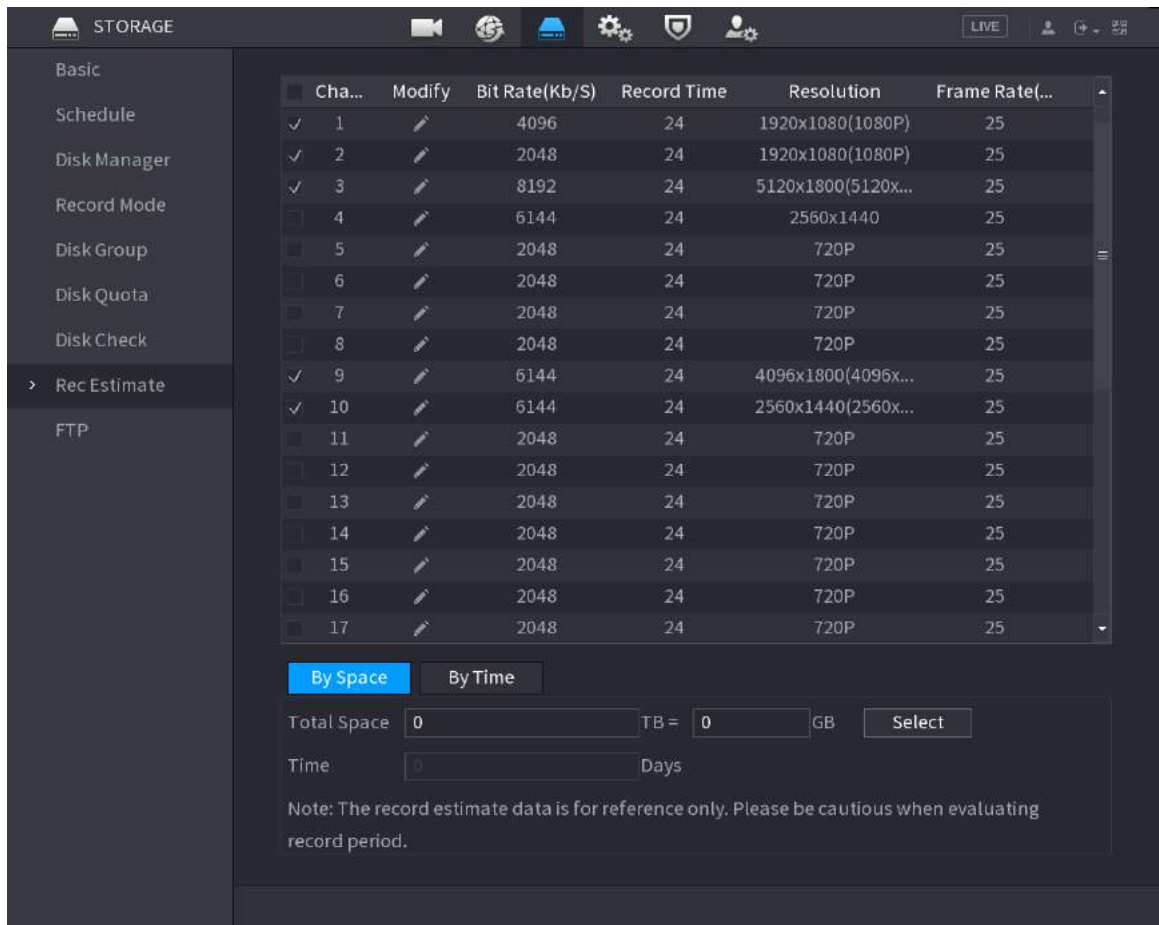 STORAGE LIVE
Basic
Schedule
Disk Manager
Record Mode
Disk Group
Disk Quota
Disk Check
> Rec Estimate
FTP
Cha... Modify Bit Rate(Kb/S) Record Time Resolution Frame Rate(...
1 4096 24 1920x1080(1080P) 25
2 2048 24 1920x1080(1080P) 25
3 8192 24 5120x1800(5120x... 25
4 6144 24 2560x1440 25
5 2048 24 720P 25
6 2048 24 720P 25
7 2048 24 720P 25
8 2048 24 720P 25
9 6144 24 4096x1800(4096x... 25
10 6144 24 2560x1440(2560x... 25
11 2048 24 720P 25
12 2048 24 720P 25
13 2048 24 720P 25
14 2048 24 720P 25
15 2048 24 720P 25
16 2048 24 720P 25
17 2048 24 720P 25
By Space By Time
Total Space 0 TB = 0 GB Select
Time 0 Days
Note: The record estimate data is for reference only. Please be cautious when evaluating
record period.